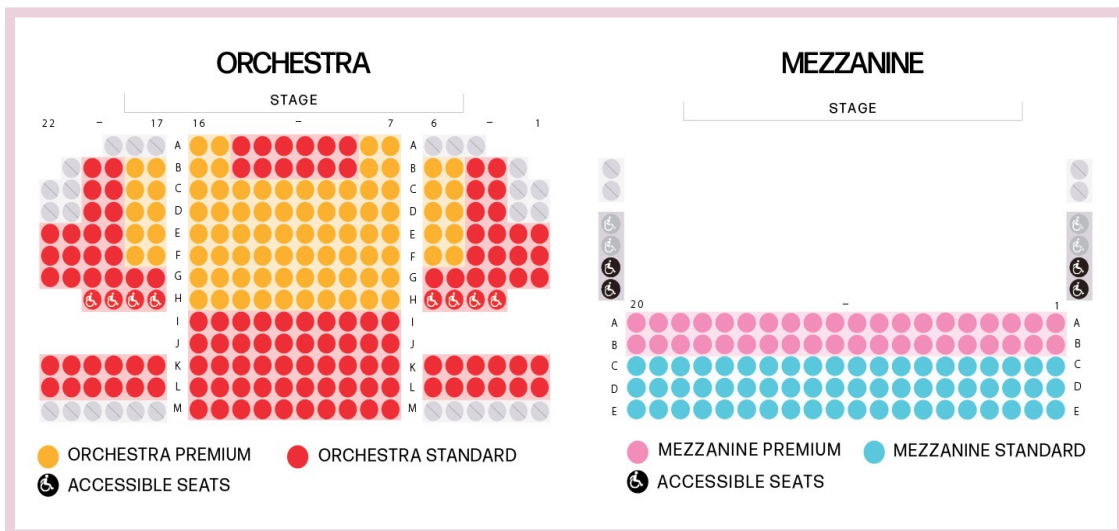 ORCHESTRA
STAGE
22 – 17 16 – 7 6 – 1
A A
B B
C C
D D
E E
F F
G G
H H
I I
J J
K K
L L
M M
ORCHESTRA PREMIUM
ORCHESTRA STANDARD
ACCESSIBLE SEATS
MEZZANINE
STAGE
20 – 1
A A
B B
C C
D D
E E
MEZZANINE PREMIUM
MEZZANINE STANDARD
ACCESSIBLE SEATS